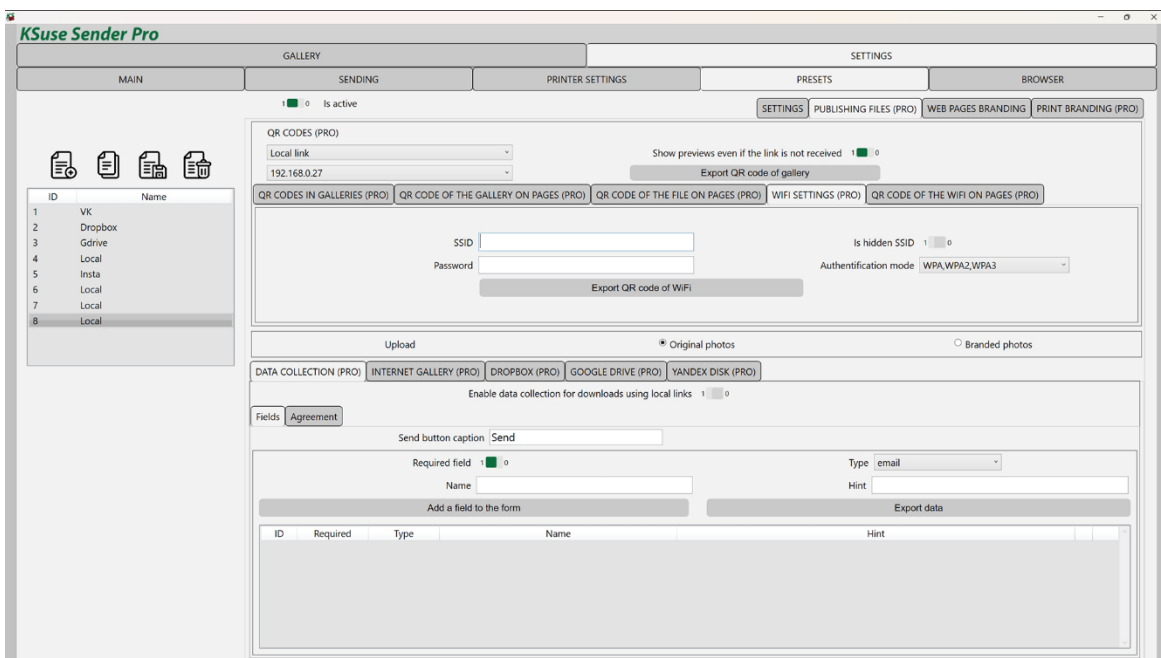 KSuse Sender Pro
GALLERY SETTINGS
MAIN SENDING PRINTER SETTINGS PRESETS BROWSER
1 0 Is active
SETTINGS PUBLISHING FILES (PRO) WEB PAGES BRANDING PRINT BRANDING (PRO)
QR CODES (PRO)
Local link
Show previews even if the link is not received 1 0
192.168.0.27
Export QR code of gallery
QR CODES IN GALLERIES (PRO) QR CODE OF THE GALLERY ON PAGES (PRO) QR CODE OF THE FILE ON PAGES (PRO) WIFI SETTINGS (PRO) QR CODE OF THE WIFI ON PAGES (PRO)
ID Name
1 VK
2 Dropbox
3 Gdrive
4 Local
5 Insta
6 Local
7 Local
8 Local
SSID
Is hidden SSID 1 0
Password
Authentification mode WPA,WPA2,WPA3
Export QR code of WiFi
Upload Original photos Branded photos
DATA COLLECTION (PRO) INTERNET GALLERY (PRO) DROPBOX (PRO) GOOGLE DRIVE (PRO) YANDEX DISK (PRO)
Enable data collection for downloads using local links 1 0
Fields Agreement
Send button caption Send
Required field 1 0
Type email
Name
Hint
Add a field to the form Export data
ID Required Type Name Hint